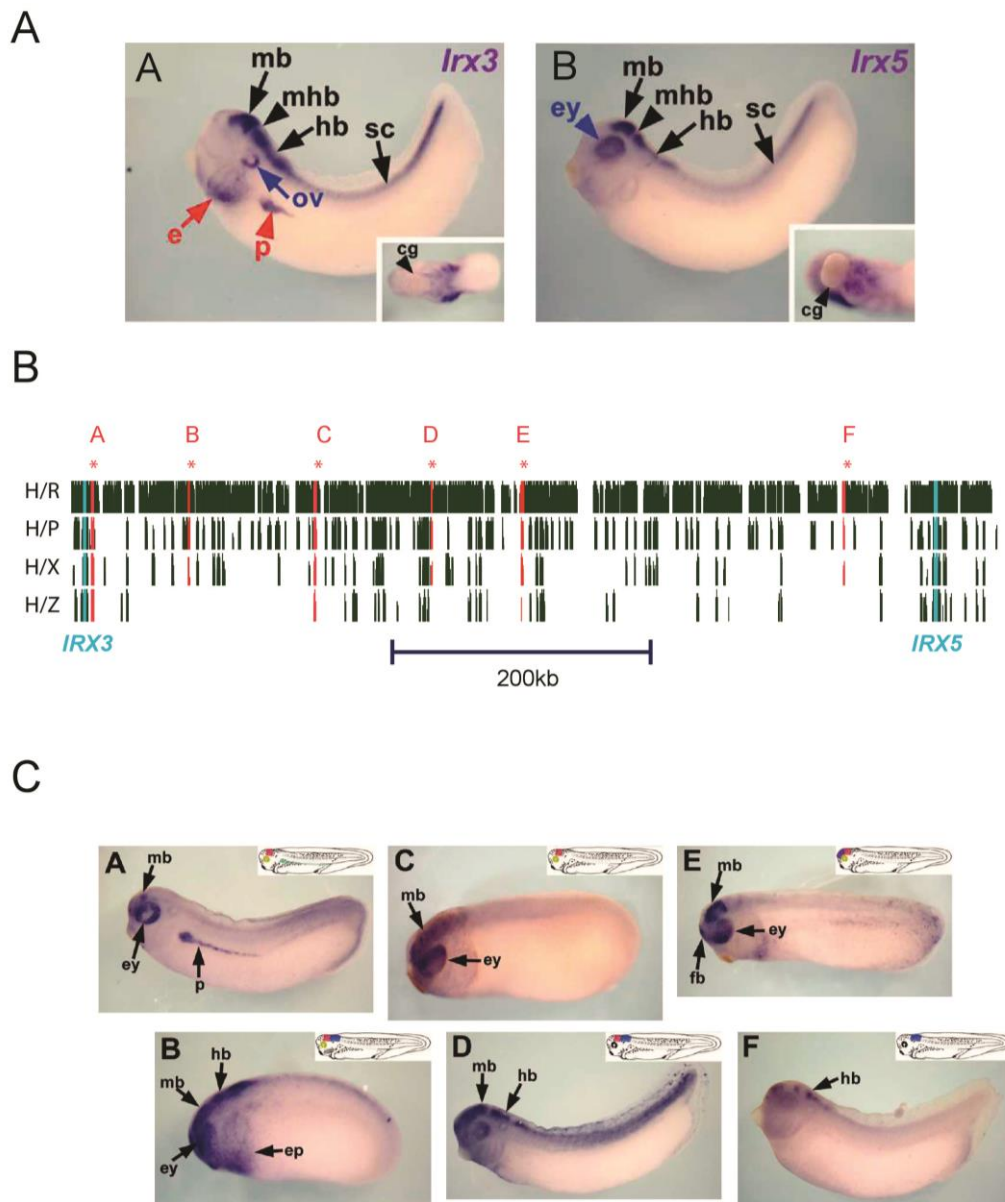 A
A
Irx3
mb
mhb
hb
sc
ov
e
p
cg
B
Irx5
mb
ey
mhb
hb
sc
cg
B
A B C D E F
* * * * * *
H/R
H/P
H/X
H/Z
IRX3 IRX5
200kb
C
A
mb
ey
p
C
mb
ey
E
mb
ey
fb
B
hb
mb
ey
ep
D
mb
hb
F
hb